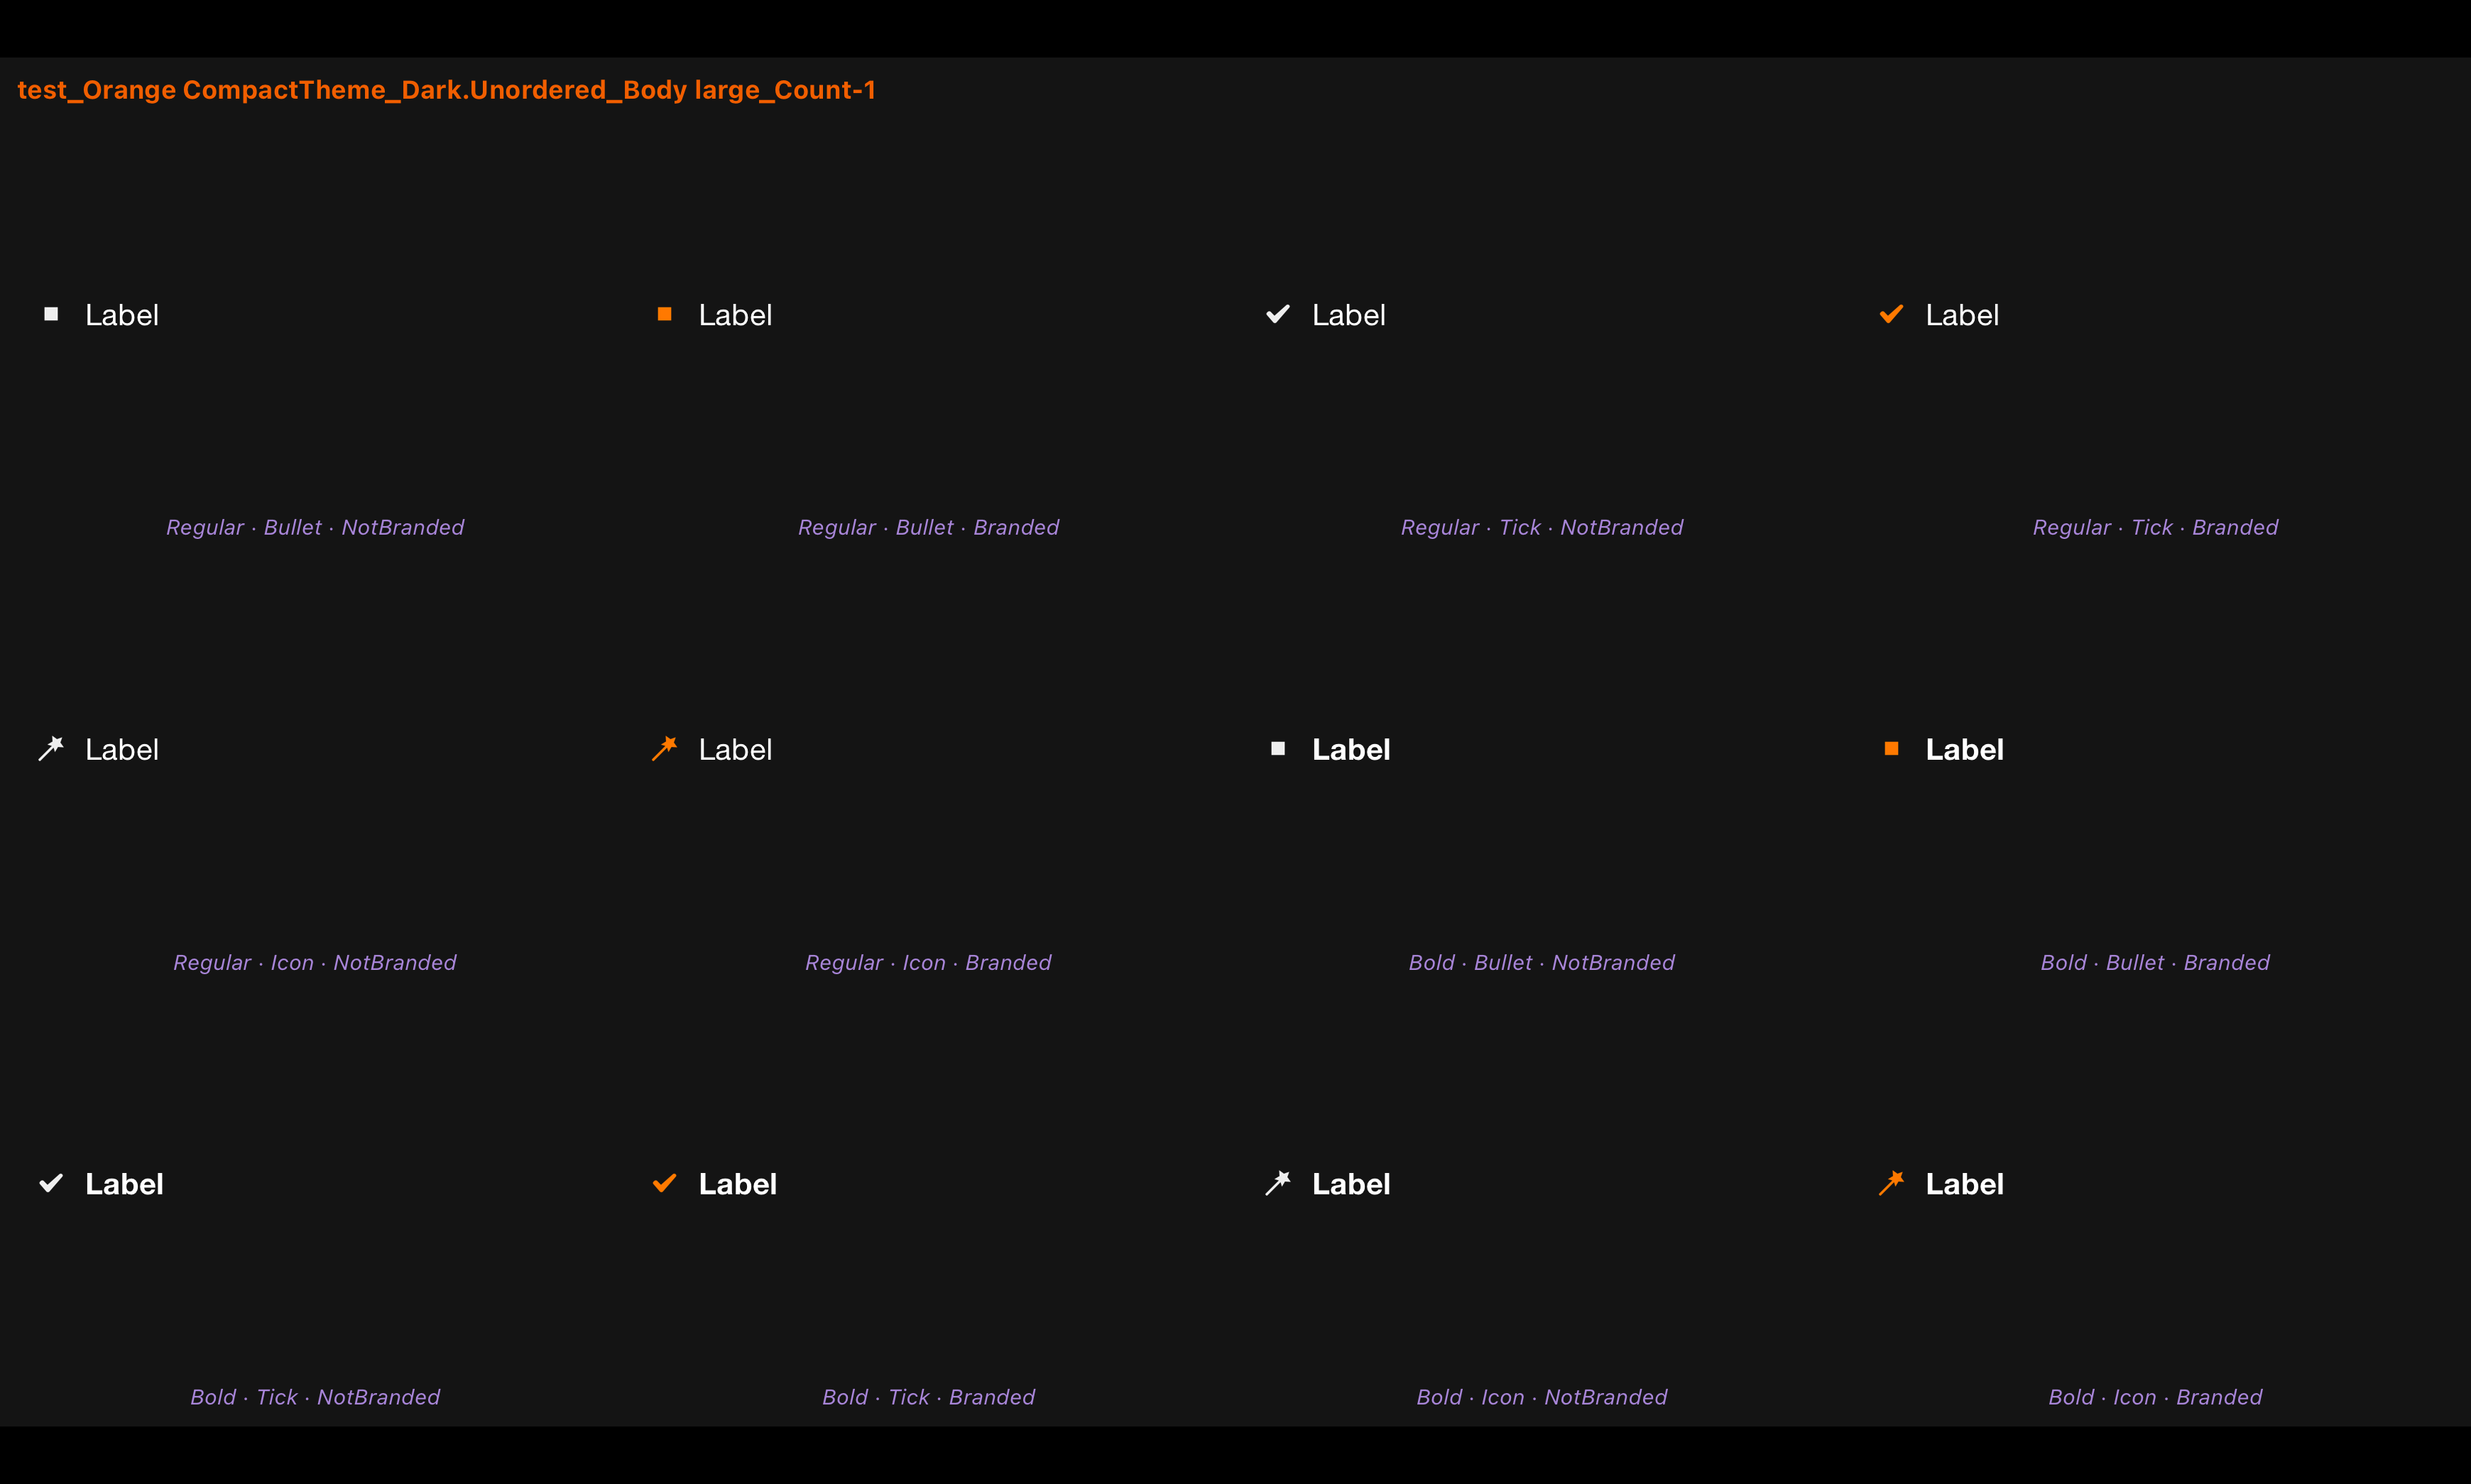 test_Orange CompactTheme_Dark.Unordered_Body large_Count-1
Label
Label
Label
Label
Regular · Bullet · NotBranded
Regular · Bullet · Branded
Regular · Tick · NotBranded
Regular · Tick · Branded
Label
Label
Label
Label
Regular · Icon · NotBranded
Regular · Icon · Branded
Bold · Bullet · NotBranded
Bold · Bullet · Branded
Label
Label
Label
Label
Bold · Tick · NotBranded
Bold · Tick · Branded
Bold · Icon · NotBranded
Bold · Icon · Branded